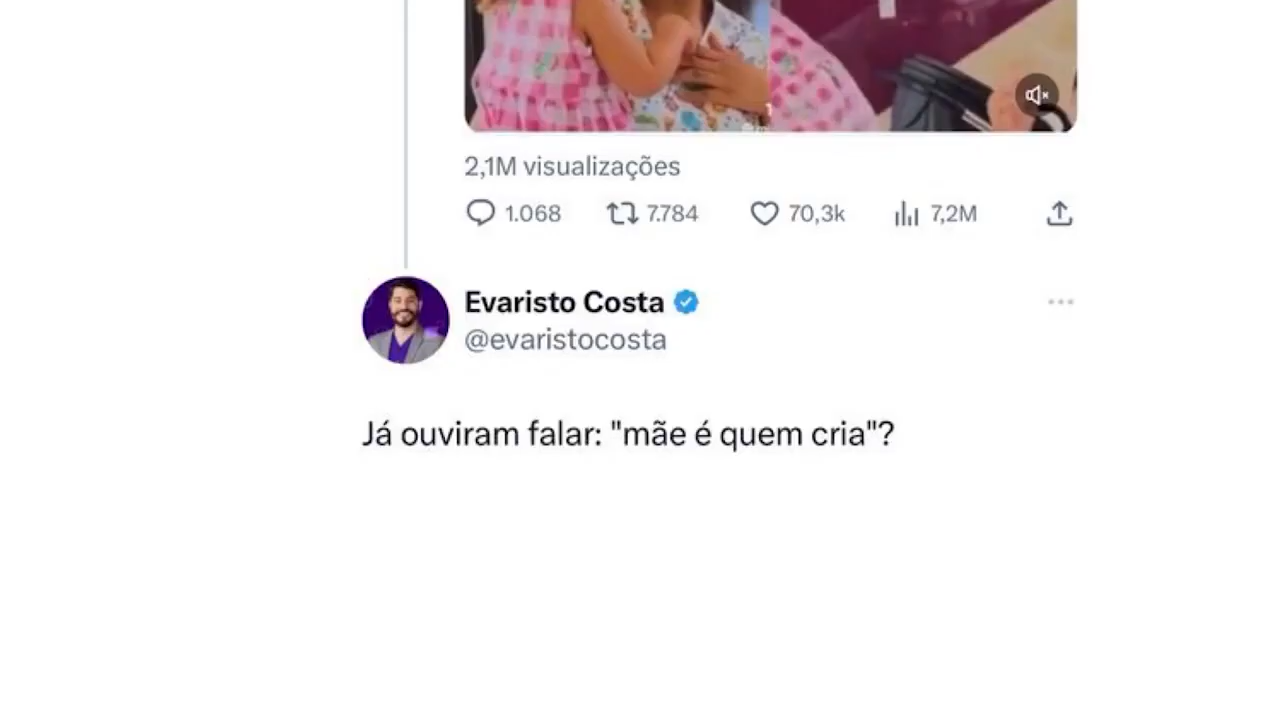 2,1M visualizações
1.068 7.784 70,3k 7,2M
Evaristo Costa
@evaristocosta
Já ouviram falar: "mãe é quem cria"?